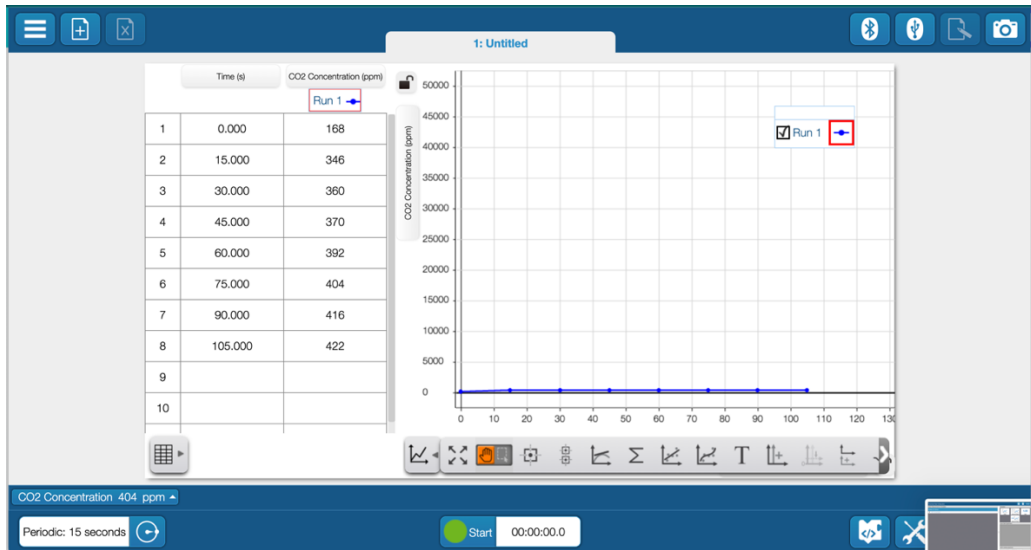 1: Untitled
Time (s) CO2 Concentration (ppm)
Run 1
1 0.000 168
2 15.000 346
3 30.000 360
4 45.000 370
5 60.000 392
6 75.000 404
7 90.000 416
8 105.000 422
9
10
CO2 Concentration (ppm)
50000
45000
40000
35000
30000
25000
20000
15000
10000
5000
0
0 10 20 30 40 50 60 70 80 90 100 110 120 130
Run 1
Σ T
CO2 Concentration 404 ppm
Periodic: 15 seconds
Start 00:00:00.0